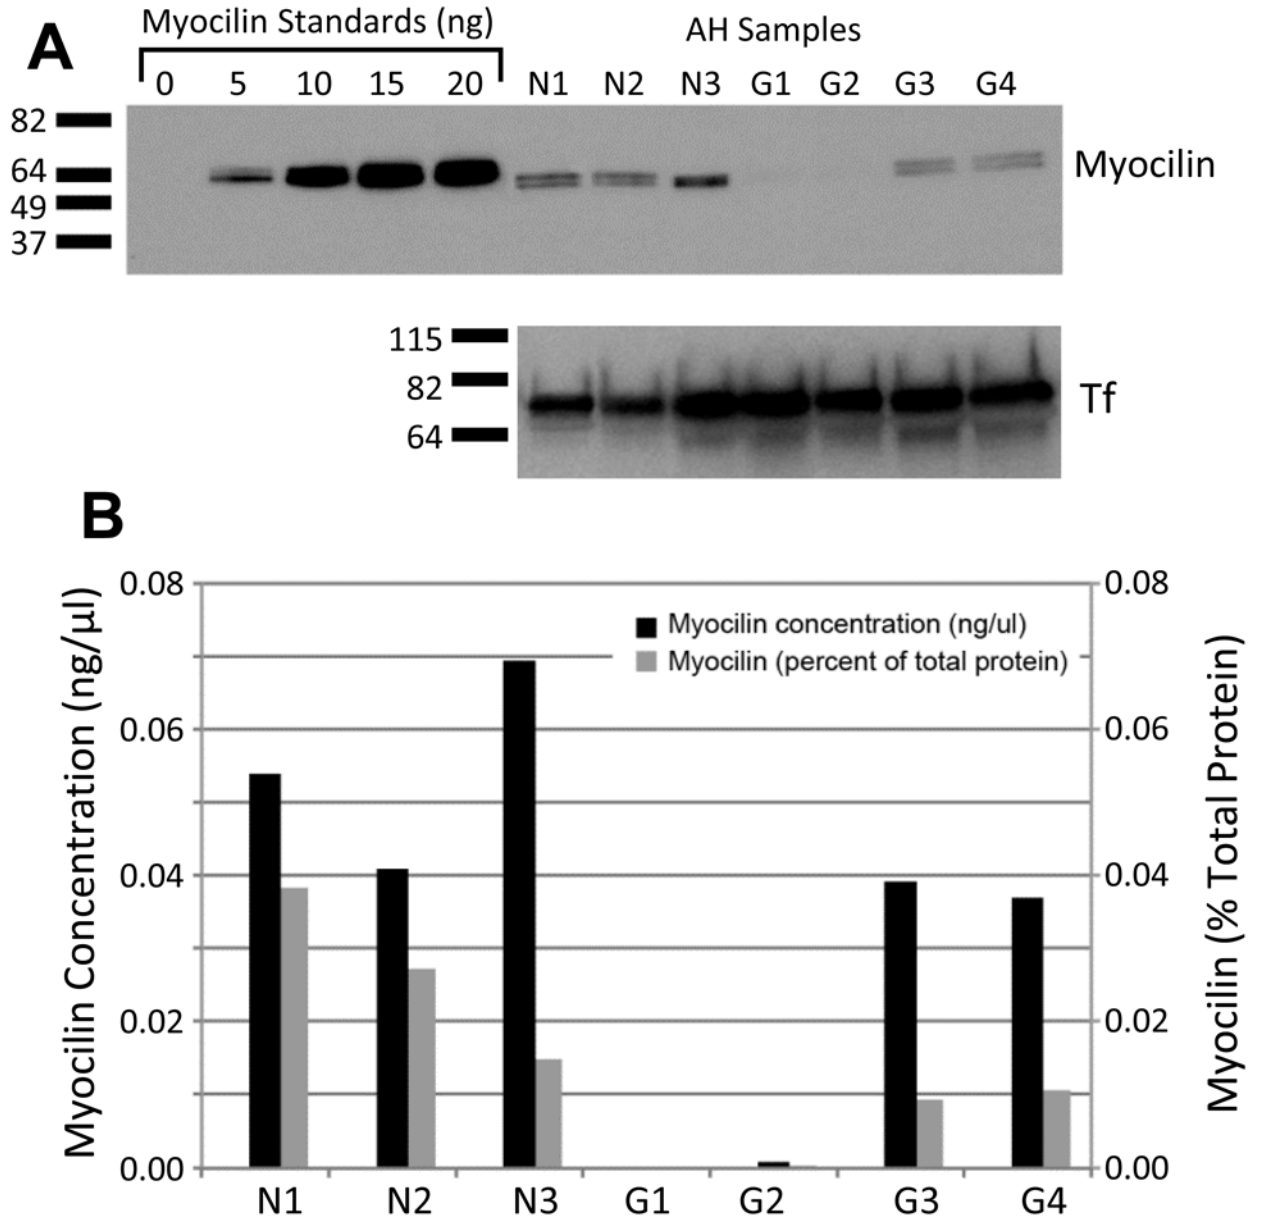 A
Myocilin Standards (ng)
AH Samples
0 5 10 15 20 N1 N2 N3 G1 G2 G3 G4
82
64
49
37
Myocilin
115
82
64
Tf
B
Myocilin Concentration (ng/µl)
0.08
0.06
0.04
0.02
0.00
Myocilin concentration (ng/ul)
Myocilin (percent of total protein)
0.08
0.06
0.04
0.02
0.00
Myocilin (% Total Protein)
N1 N2 N3 G1 G2 G3 G4